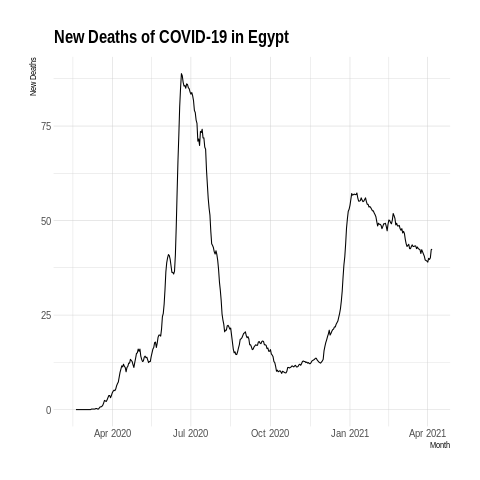 New Deaths of COVID-19 in Egypt
New Deaths
75
50
25
0
Apr 2020 Jul 2020 Oct 2020 Jan 2021 Apr 2021
Month